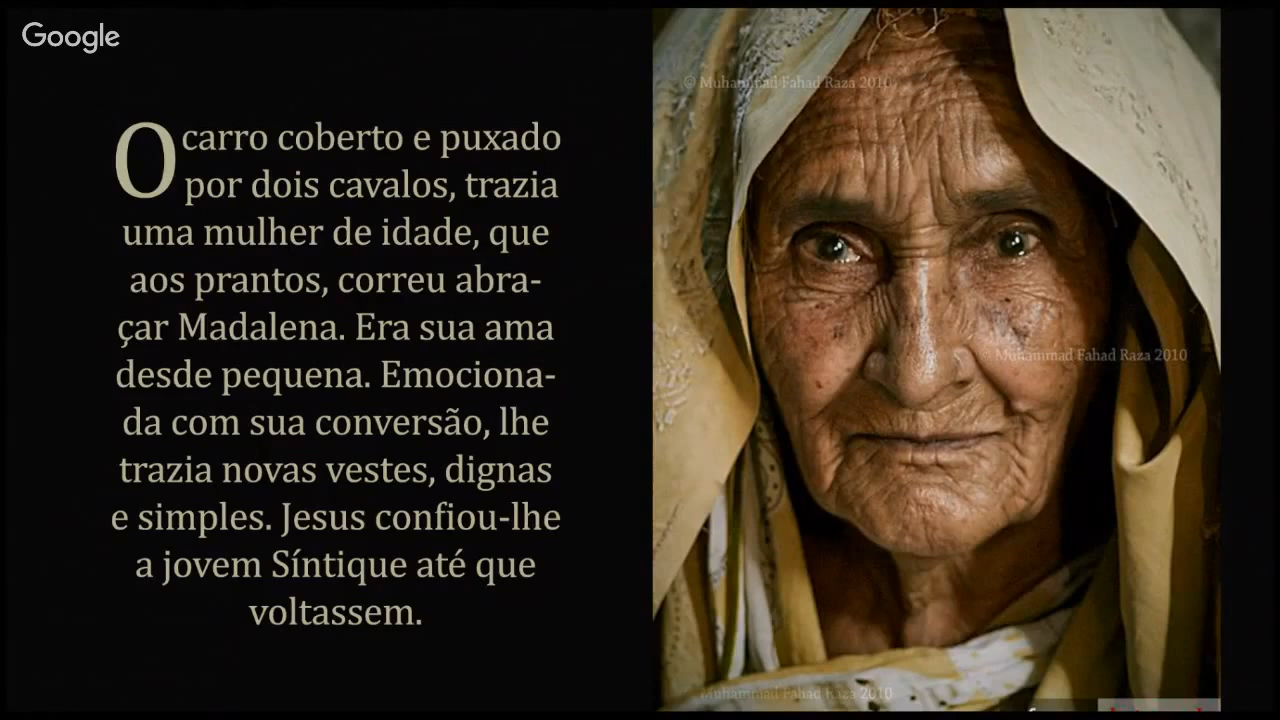 Google
O carro coberto e puxado
por dois cavalos, trazia
uma mulher de idade, que
aos prantos, correu abra-
çar Madalena. Era sua ama
desde pequena. Emociona-
da com sua conversão, lhe
trazia novas vestes, dignas
e simples. Jesus confiou-lhe
a jovem Síntique até que
voltassem.
© Muhammad Fahad Raza 2010
© Muhammad Fahad Raza 2010
Muhammad Fahad Raza 2010